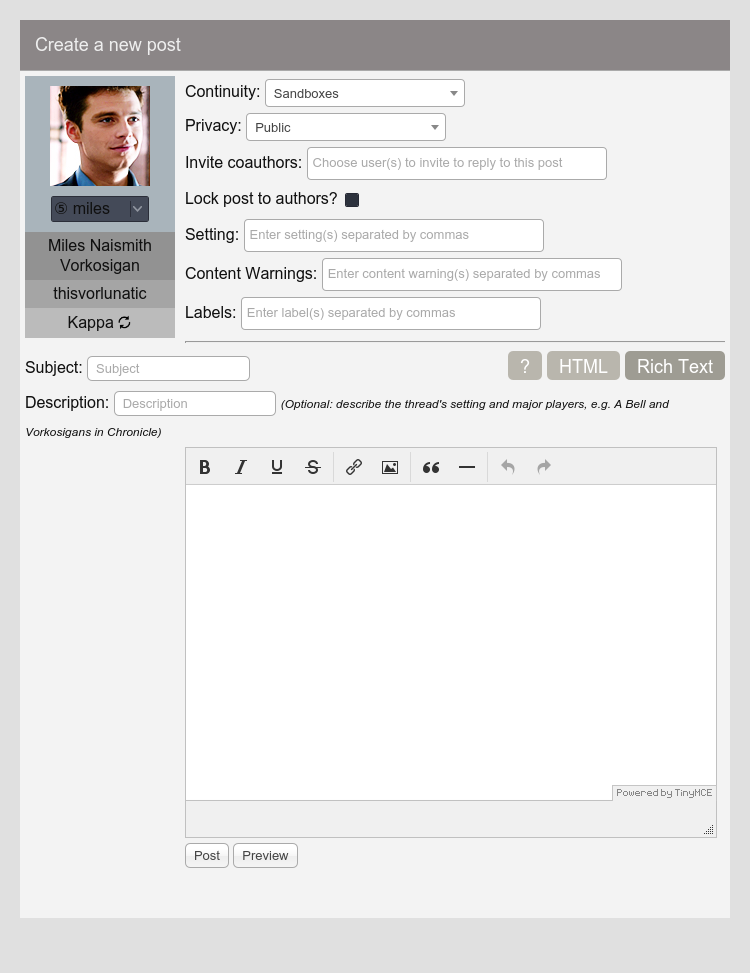 Create a new post
Continuity: Sandboxes
Privacy: Public
Invite coauthors: Choose user(s) to invite to reply to this post
Lock post to authors?
Setting: Enter setting(s) separated by commas
Content Warnings: Enter content warning(s) separated by commas
Labels: Enter label(s) separated by commas
⑤ miles
Miles Naismith
Vorkosigan
thisvorlunatic
Kappa
Subject: Subject
? HTML Rich Text
Description: Description (Optional: describe the thread's setting and major players, e.g. A Bell and
Vorkosigans in Chronicle)
B I U S
Powered by TinyMCE
Post Preview